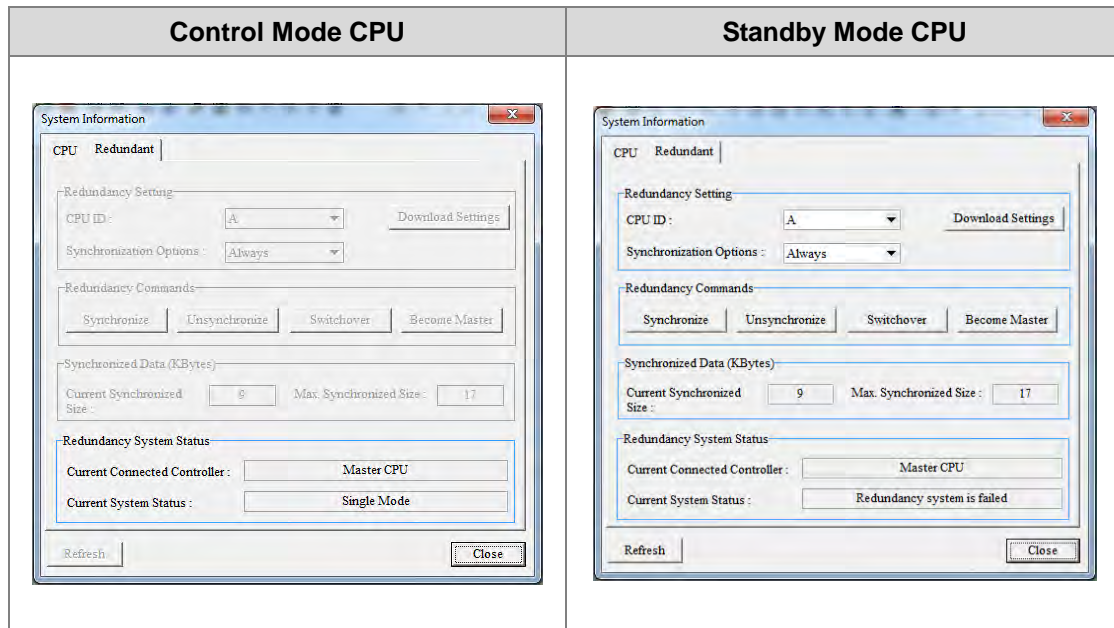 Control Mode CPU
Standby Mode CPU
System Information
CPU Redundant
Redundancy Setting
CPU ID : A Download Settings
Synchronization Options : Always
Redundancy Commands
Synchronize Unsynchronize Switchover Become Master
Synchronized Data (KBytes)
Current Synchronized Size : 9 Max. Synchronized Size : 17
Redundancy System Status
Current Connected Controller : Master CPU
Current System Status : Single Mode
Refresh Close
System Information
CPU Redundant
Redundancy Setting
CPU ID : A Download Settings
Synchronization Options : Always
Redundancy Commands
Synchronize Unsynchronize Switchover Become Master
Synchronized Data (KBytes)
Current Synchronized Size : 9 Max. Synchronized Size : 17
Redundancy System Status
Current Connected Controller : Master CPU
Current System Status : Redundancy system is failed
Refresh Close